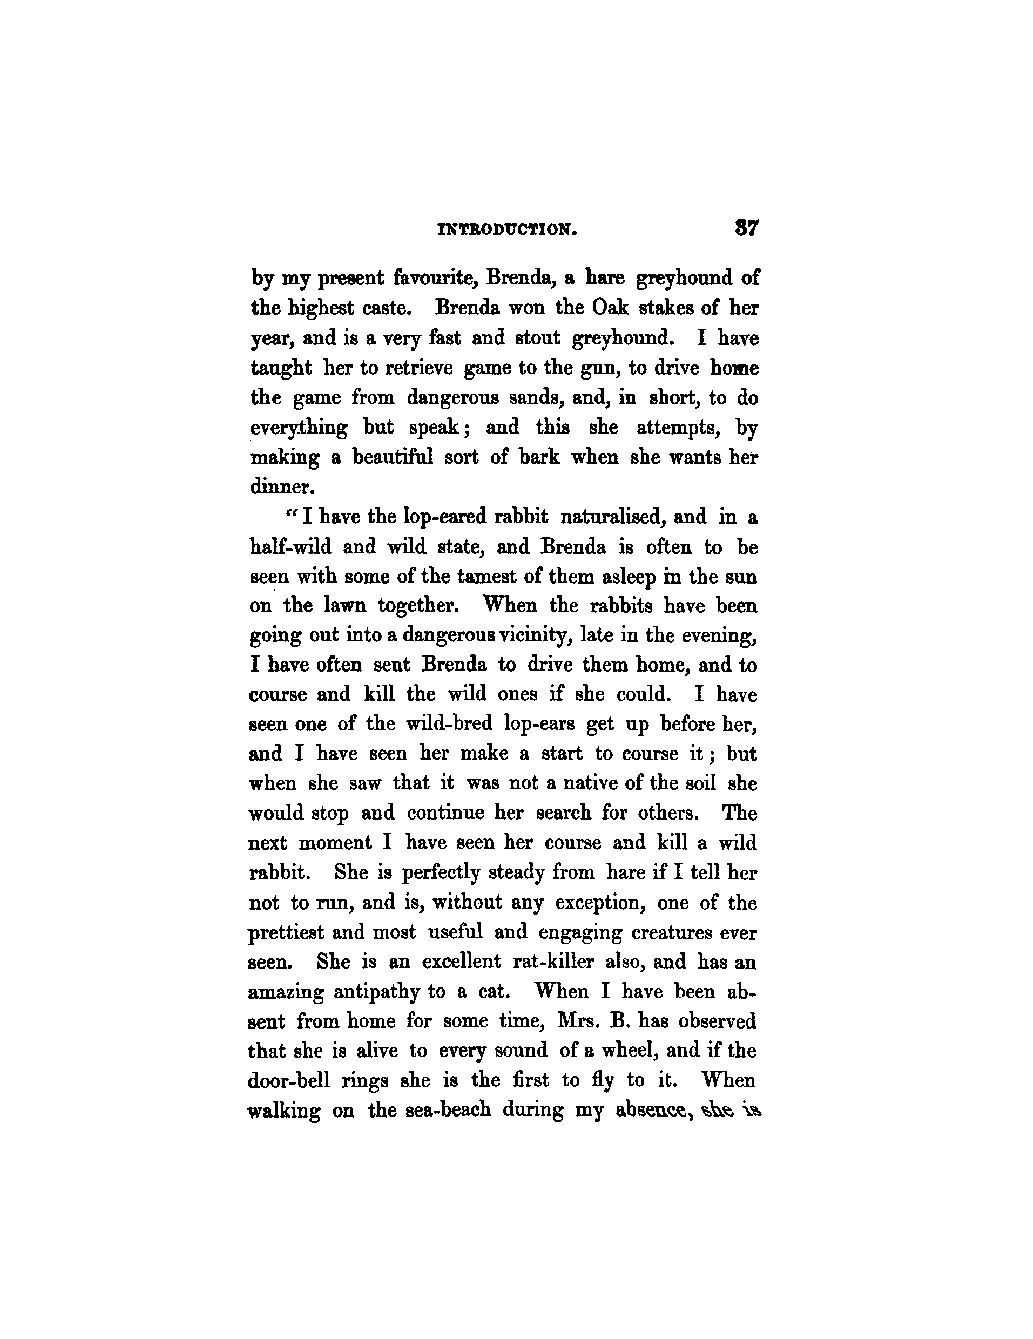 INTRODUCTION. 37
by my present favourite, Brenda, a hare greyhound of
the highest caste. Brenda won the Oak stakes of her
year, and is a very fast and stout greyhound. I have
taught her to retrieve game to the gun, to drive home
the game from dangerous sands, and, in short, to do
everything but speak; and this she attempts, by
making a beautiful sort of bark when she wants her
dinner.
"I have the lop-eared rabbit naturalised, and in a
half-wild and wild state, and Brenda is often to be
seen with some of the tamest of them asleep in the sun
on the lawn together. When the rabbits have been
going out into a dangerous vicinity, late in the evening,
I have often sent Brenda to drive them home, and to
course and kill the wild ones if she could. I have
seen one of the wild-bred lop-ears get up before her,
and I have seen her make a start to course it; but
when she saw that it was not a native of the soil she
would stop and continue her search for others. The
next moment I have seen her course and kill a wild
rabbit. She is perfectly steady from hare if I tell her
not to run, and is, without any exception, one of the
prettiest and most useful and engaging creatures ever
seen. She is an excellent rat-killer also, and has an
amazing antipathy to a cat. When I have been ab-
sent from home for some time, Mrs. B. has observed
that she is alive to every sound of a wheel, and if the
door-bell rings she is the first to fly to it. When
walking on the sea-beach during my absence, she is